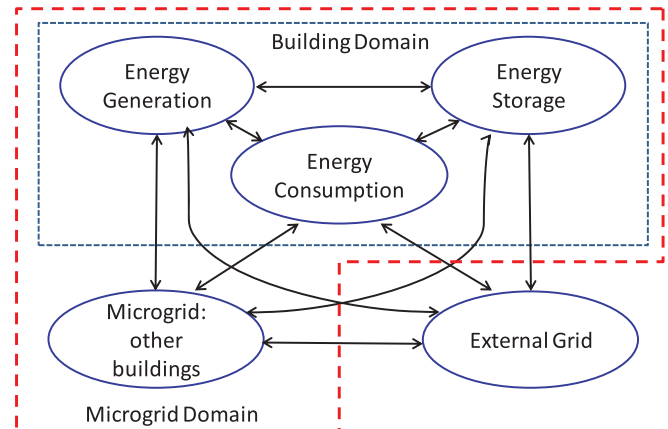 Building Domain
Energy
Generation
Energy
Storage
Energy
Consumption
Microgrid:
other
buildings
External Grid
Microgrid Domain